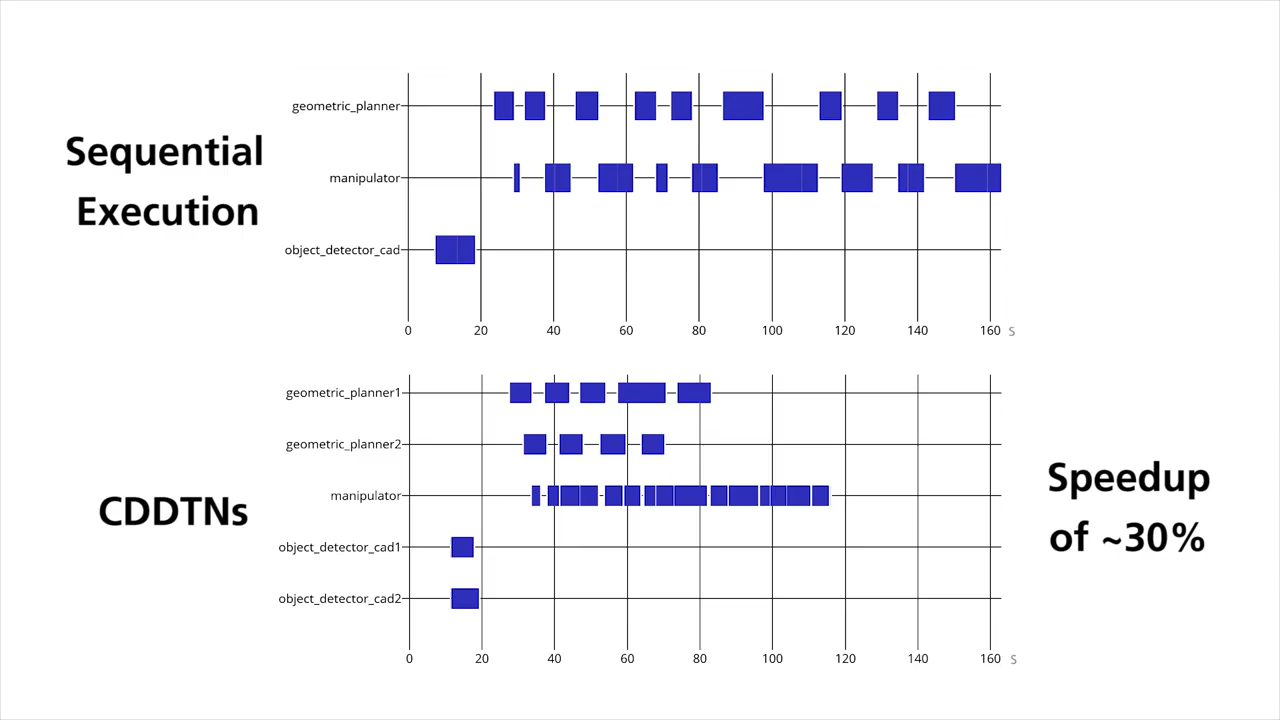 Sequential
Execution
geometric_planner
manipulator
object_detector_cad
0 20 40 60 80 100 120 140 160 S
CDDTNs
geometric_planner1
geometric_planner2
manipulator
object_detector_cad1
object_detector_cad2
0 20 40 60 80 100 120 140 160 S
Speedup
of ~30%